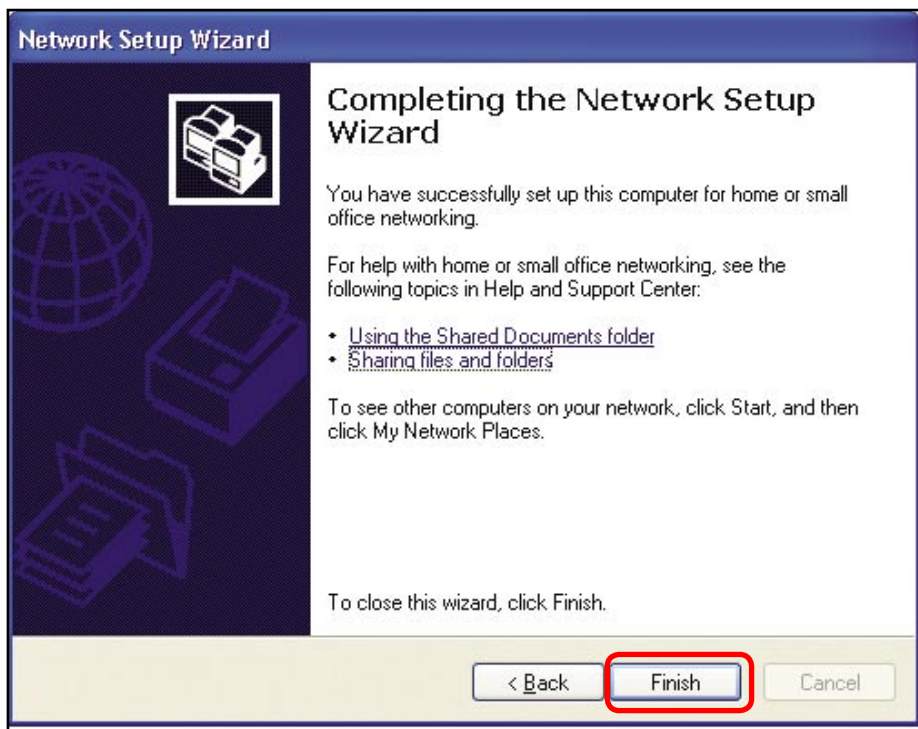 Network Setup Wizard
Completing the Network Setup
Wizard
You have successfully set up this computer for home or small
office networking.
For help with home or small office networking, see the
following topics in Help and Support Center:
• Using the Shared Documents folder
• Sharing files and folders
To see other computers on your network, click Start, and then
click My Network Places.
To close this wizard, click Finish.
< Back Finish Cancel